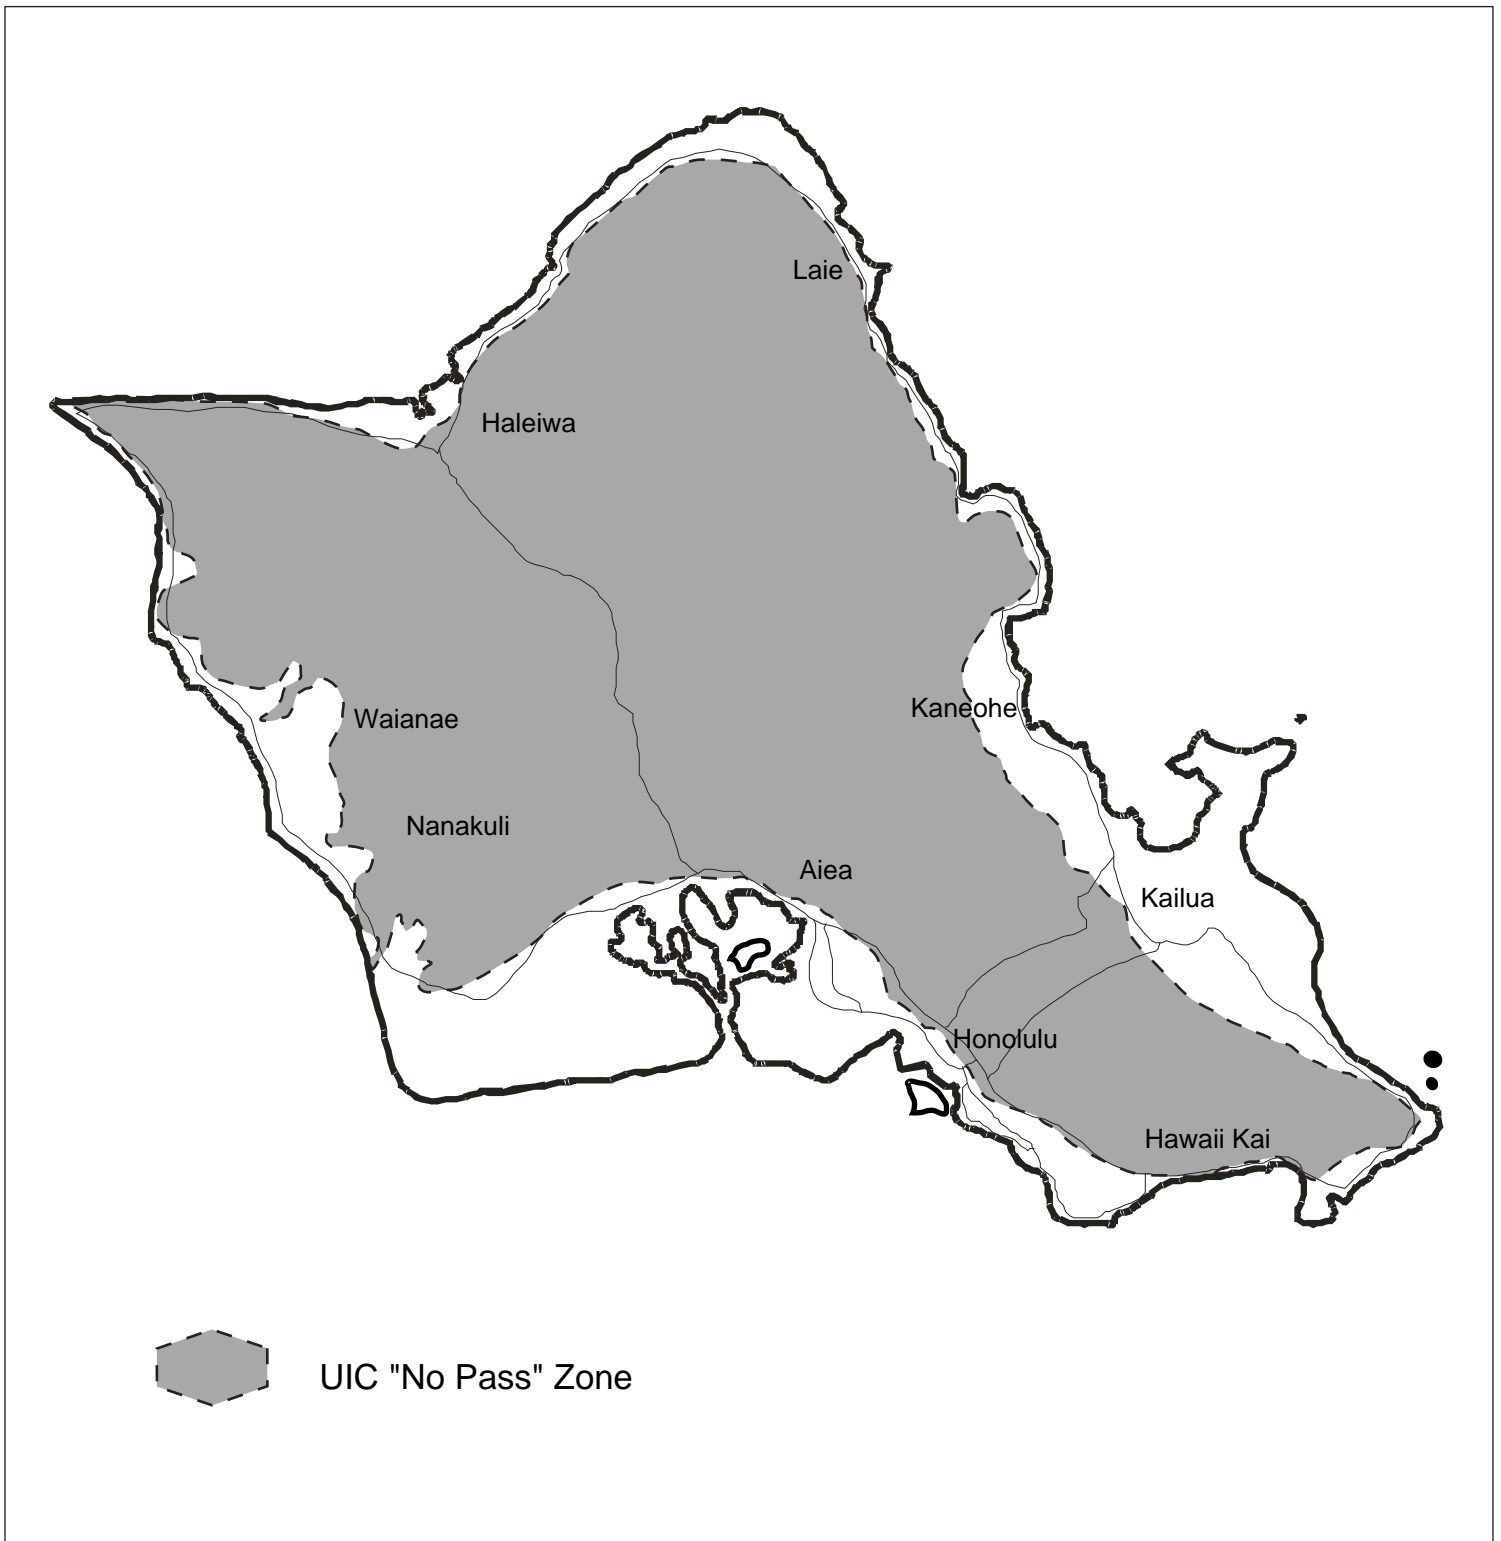 Laie
Haleiwa
Kaneohe
Waianae
Nanakuli
Aiea
Kailua
Honolulu
Hawaii Kai
UIC "No Pass" Zone